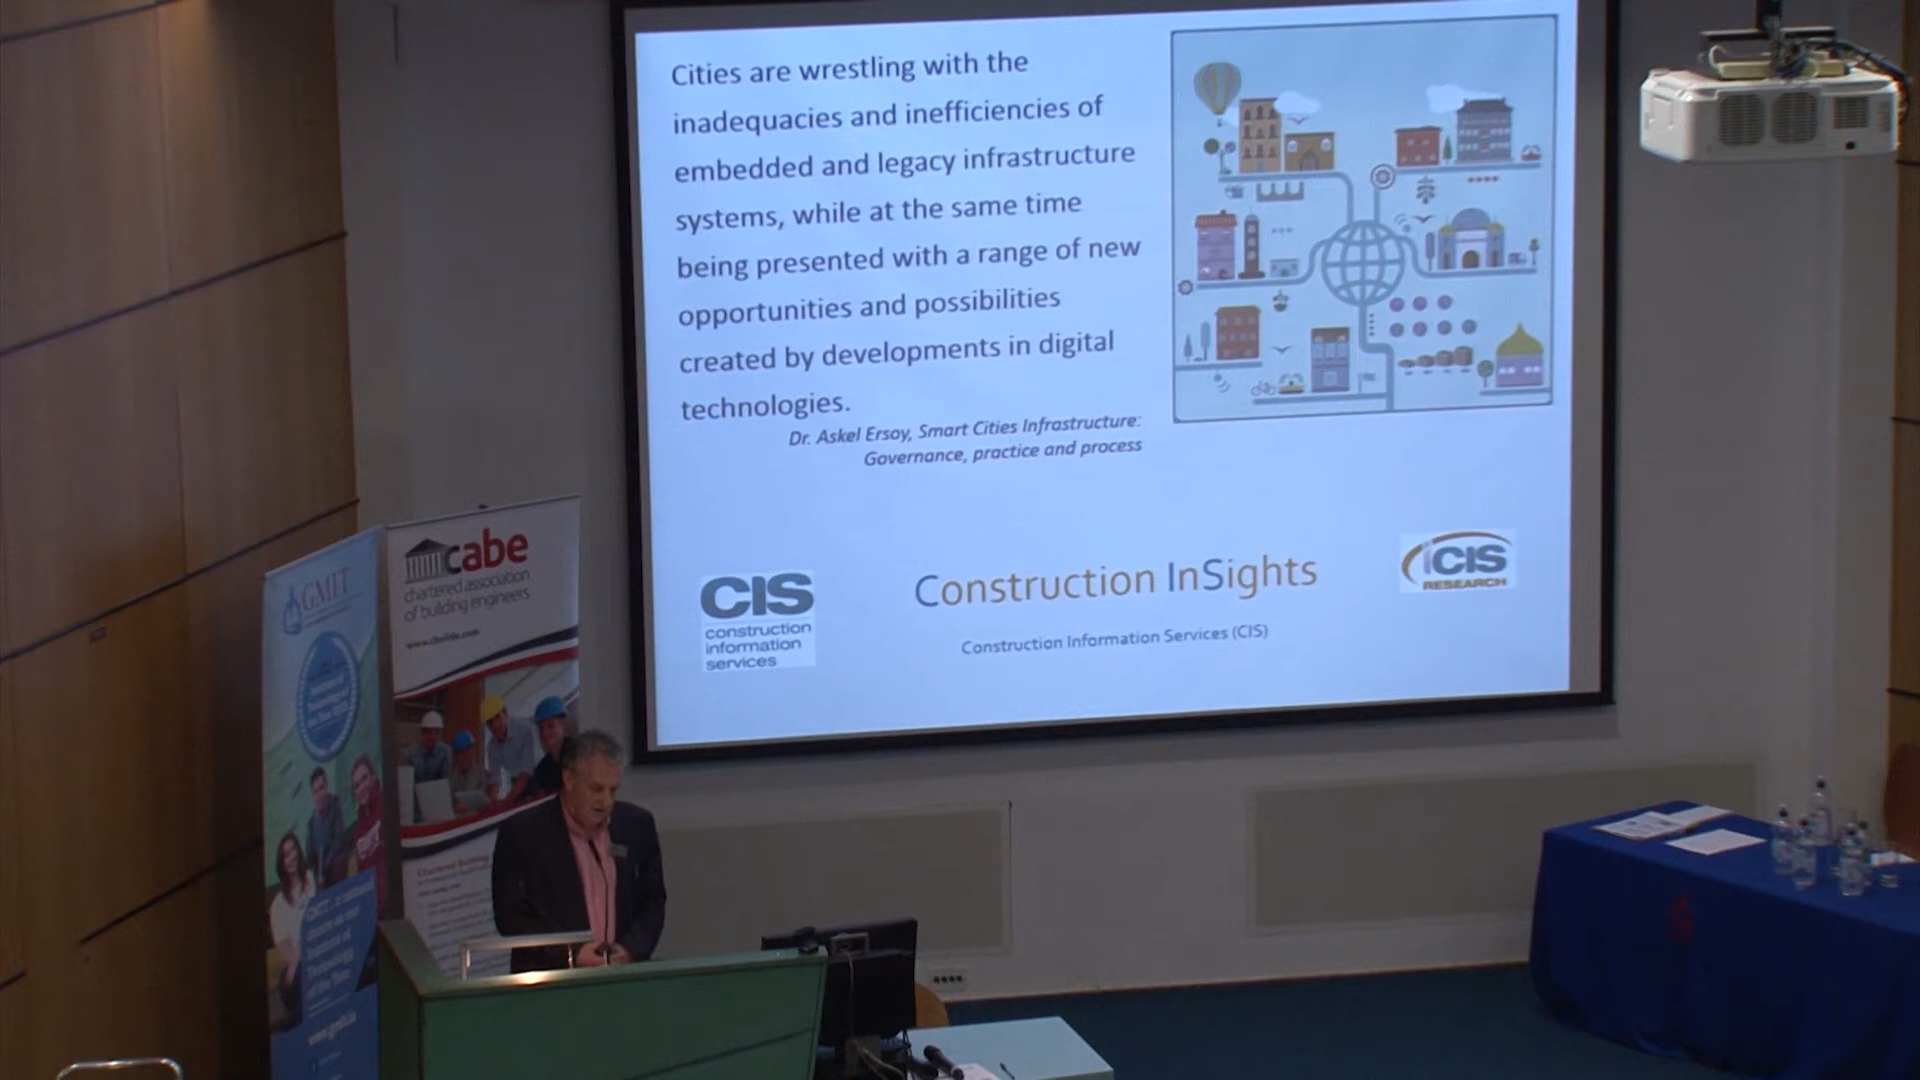 Cities are wrestling with the
inadequacies and inefficiencies of
embedded and legacy infrastructure
systems, while at the same time
being presented with a range of new
opportunities and possibilities
created by developments in digital
technologies.
Dr. Askel Ersoy, Smart Cities Infrastructure:
Governance, practice and process
CIS
construction
information
services
Construction InSights
Construction Information Services (CIS)
iCIS
RESEARCH
GMIT
cabe
chartered association
of building engineers